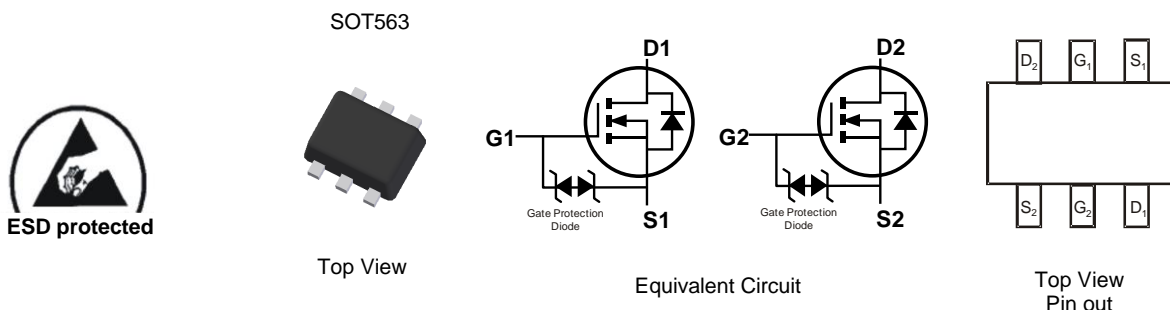 SOT563
ESD protected
Top View
D1
G1
Gate Protection
Diode
S1
D2
G2
Gate Protection
Diode
S2
Equivalent Circuit
D2 G1 S1
S2 G2 D1
Top View
Pin out